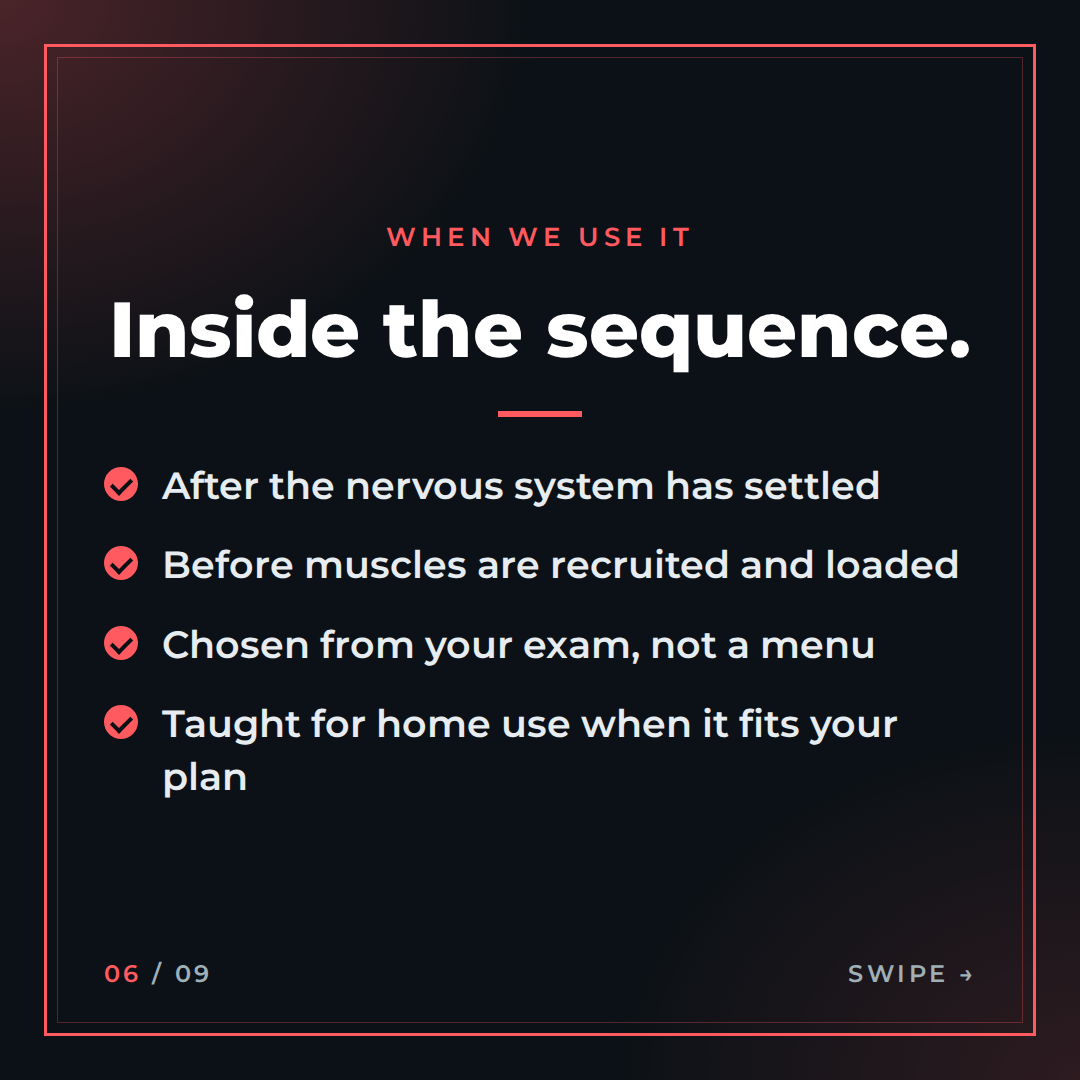 WHEN WE USE IT
Inside the sequence.
After the nervous system has settled
Before muscles are recruited and loaded
Chosen from your exam, not a menu
Taught for home use when it fits your
plan
06 / 09
SWIPE →